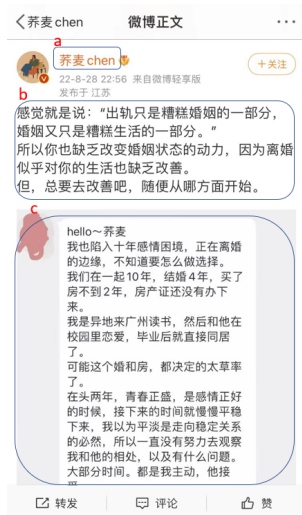 荞麦 chen
微博正文
a
荞麦 chen
+关注
22-8-28 22:56 来自微博轻享版
发布于 江苏
b
感觉就是说：“出轨只是糟糕婚姻的一部分，
婚姻又只是糟糕生活的一部分。”
所以你也缺乏改变婚姻状态的动力，因为离婚
似乎对你的生活也缺乏改善。
但，总要去改善吧，随便从哪方面开始。
c
hello～荞麦
我也陷入十年感情困境，正在离婚
的边缘，不知道要怎么做选择。
我们在一起10年，结婚4年，买了
房不到2年，房产证还没有办下
来。
我是异地来广州读书，然后和他在
校园里恋爱，毕业后就直接同居
了。
可能这个婚和房，都决定的太草率
了。
在头两年，青春正盛，是感情正好
的时候，接下来的时间就慢慢平稳
下来，我以为平淡是走向稳定关系
的必然，所以一直没有努力去观察
我和他的相处，以及有什么问题。
大部分时间。都是我主动，他接
转发
评论
赞